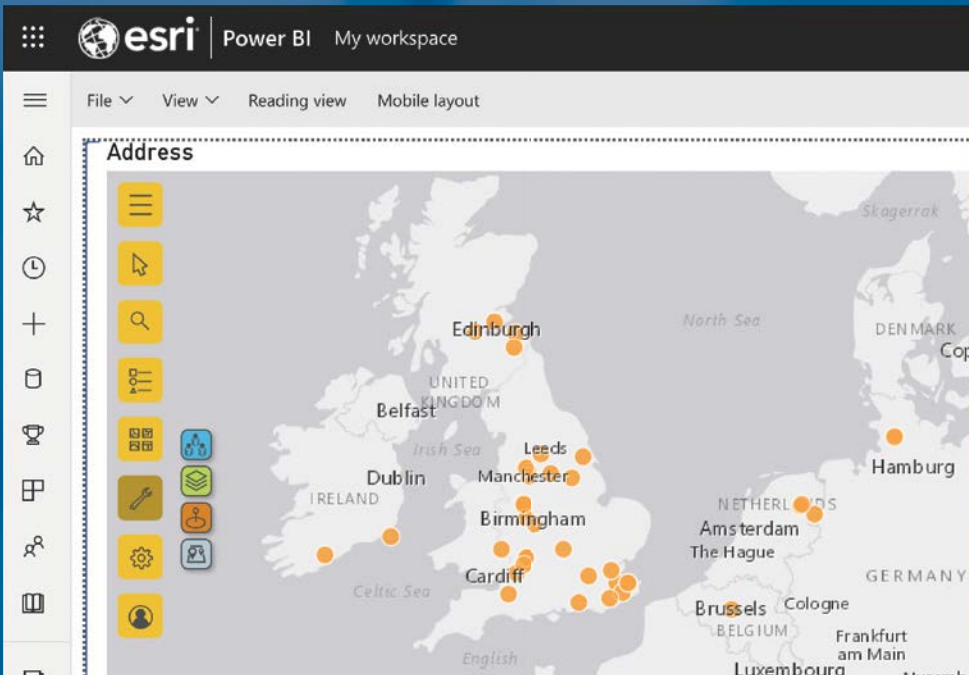 esri Power BI My workspace
File View Reading view Mobile layout
Address
Skagerrak
North Sea
Edinburgh
DENMARK
UNITED
KINGDOM
Belfast
Irish Sea
Leeds
Dublin
Manchester
Hamburg
IRELAND
Birmingham
Amsterdam
The Hague
Cardiff
GERMANY
Celtic Sea
Brussels
Cologne
BELGIUM
Frankfurt
am Main
English
Luxembourg